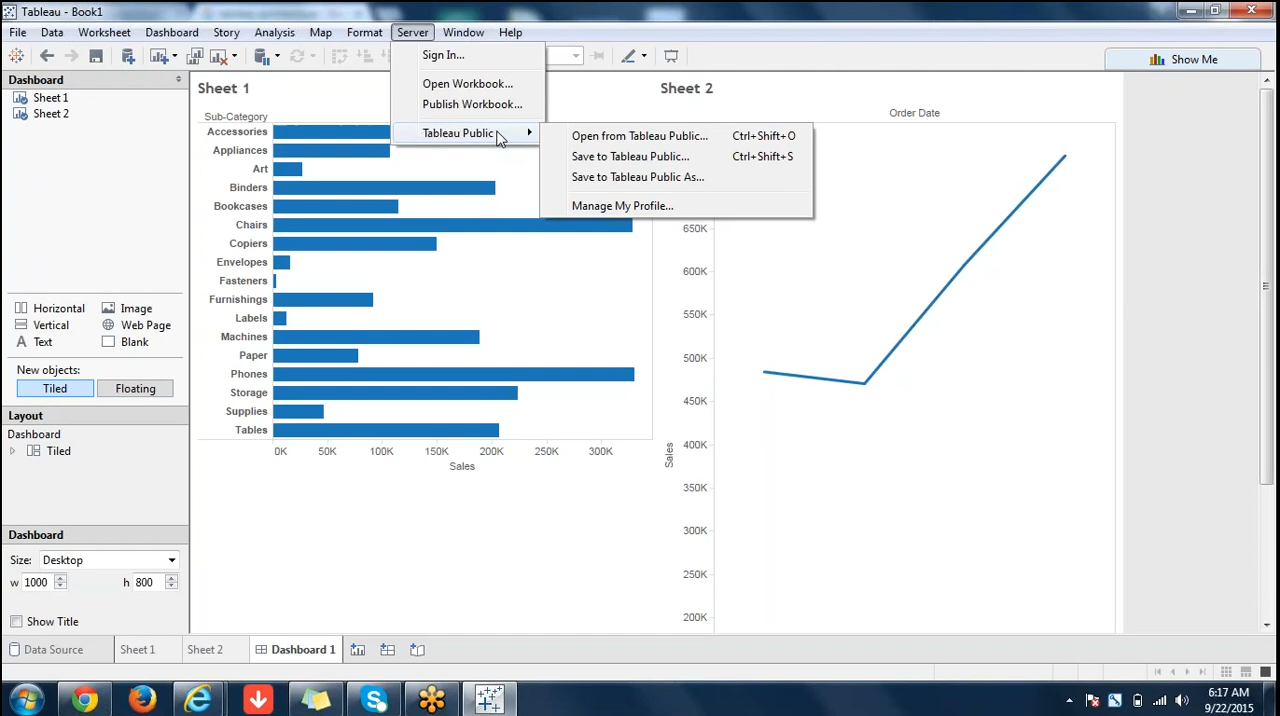 Tableau - Book1
File Data Worksheet Dashboard Story Analysis Map Format Server Window Help
Show Me
Sign In...
Open Workbook...
Publish Workbook...
Tableau Public
Open from Tableau Public... Ctrl+Shift+O
Save to Tableau Public... Ctrl+Shift+S
Save to Tableau Public As...
Manage My Profile...
Dashboard
Sheet 1
Sheet 2
Horizontal Image
Vertical Web Page
A Text Blank
New objects:
Tiled Floating
Layout
Dashboard
Tiled
Dashboard
Size: Desktop
w 1000 h 800
Show Title
Sheet 1
Sub-Category
Accessories
Appliances
Art
Binders
Bookcases
Chairs
Copiers
Envelopes
Fasteners
Furnishings
Labels
Machines
Paper
Phones
Storage
Supplies
Tables
0K 50K 100K 150K 200K 250K 300K
Sales
Sheet 2
Order Date
650K
600K
550K
500K
450K
400K
350K
300K
250K
200K
Sales
Data Source Sheet 1 Sheet 2 Dashboard 1
6:17 AM
9/22/2015